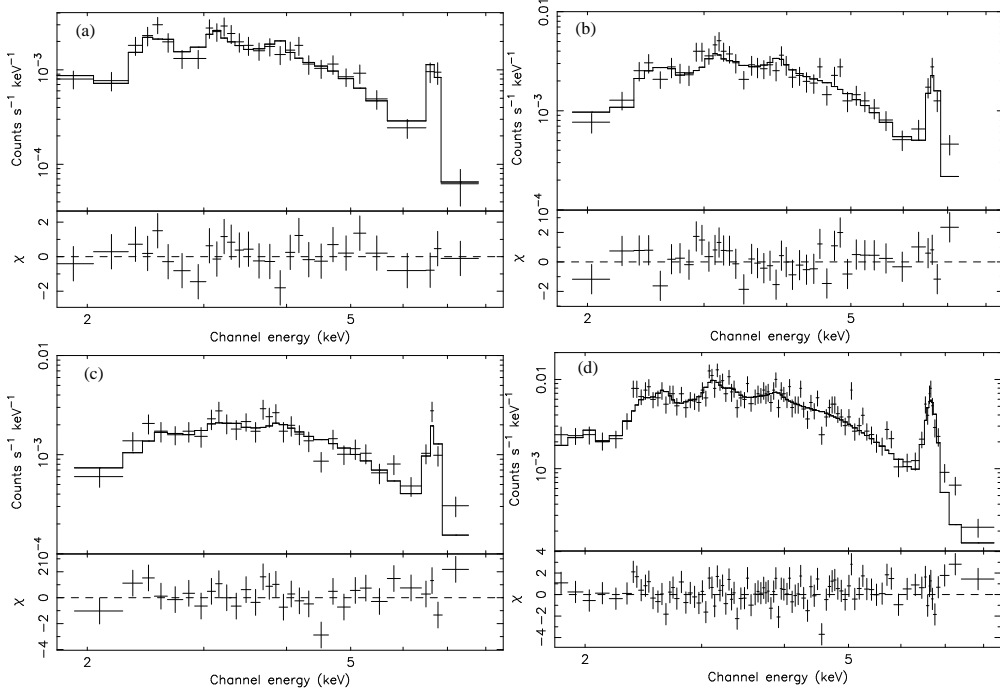 (a)
Counts s⁻¹ keV⁻¹
10⁻³
10⁻⁴
χ
2
0
−2
2
5
Channel energy (keV)
(b)
Counts s⁻¹ keV⁻¹
0.01
10⁻³
10⁻⁴
χ
2
0
−2
2
5
Channel energy (keV)
(c)
Counts s⁻¹ keV⁻¹
0.01
10⁻³
10⁻⁴
χ
2
0
−2
−4
2
5
Channel energy (keV)
(d)
Counts s⁻¹ keV⁻¹
0.01
10⁻³
χ
4
2
0
−2
−4
2
5
Channel energy (keV)